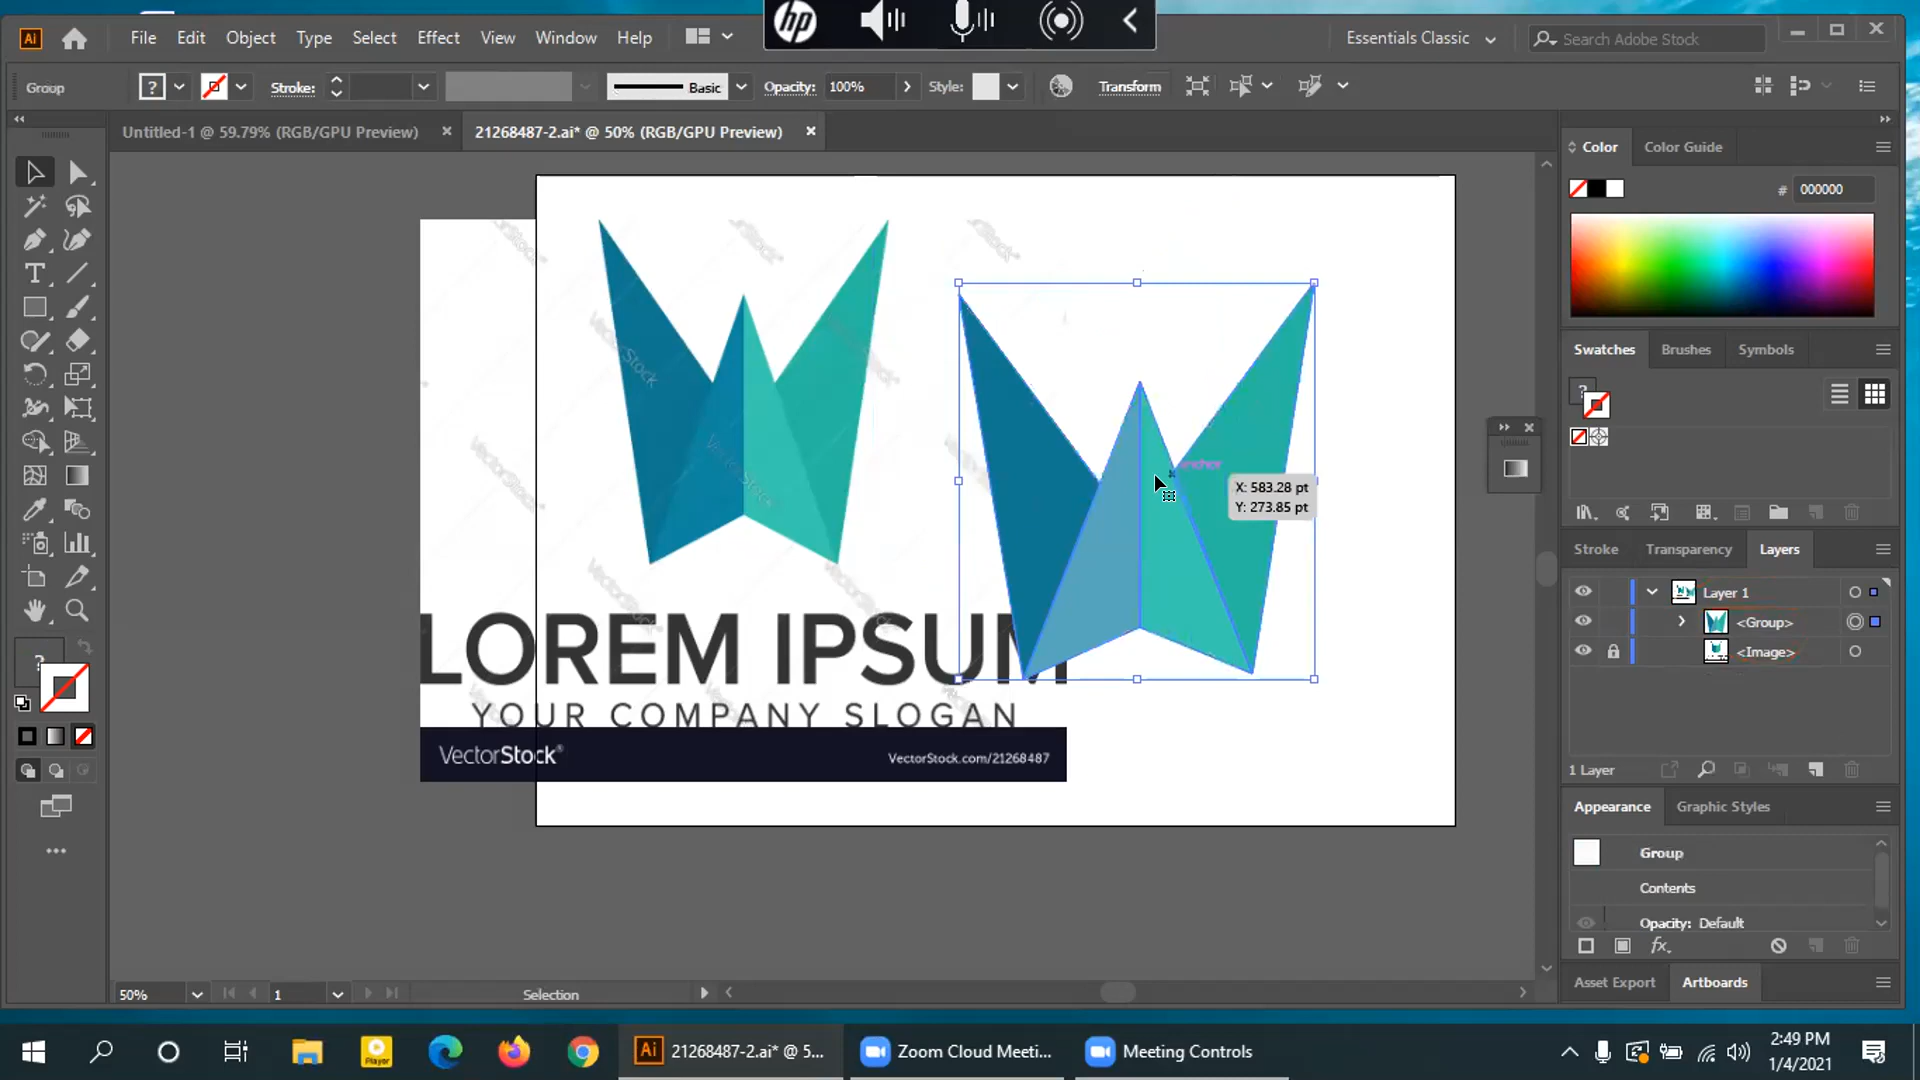 hp
Ai File Edit Object Type Select Effect View Window Help Essentials Classic Search Adobe Stock
Group ? Stroke: Basic Opacity: 100% Style: Transform
Untitled-1 @ 59.79% (RGB/GPU Preview) × 21268487-2.ai* @ 50% (RGB/GPU Preview) ×
Color Color Guide
# 000000
Swatches Brushes Symbols
?
anchor
X: 583.28 pt
Y: 273.85 pt
VectorStock
LOREM IPSUM
YOUR COMPANY SLOGAN
VectorStock® VectorStock.com/21268487
Stroke Transparency Layers
Layer 1
<Group>
<Image>
1 Layer
Appearance Graphic Styles
Group
Contents
Opacity: Default
fx.
Asset Export Artboards
50% 1 Selection
Player Ai 21268487-2.ai* @ 5... Zoom Cloud Meeti... Meeting Controls 2:49 PM
1/4/2021